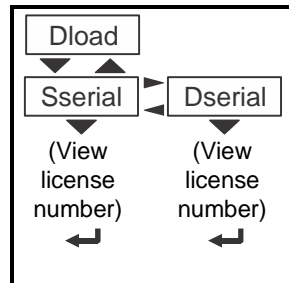 Dload
Sserial Dserial
(View (View
license license
number) number)